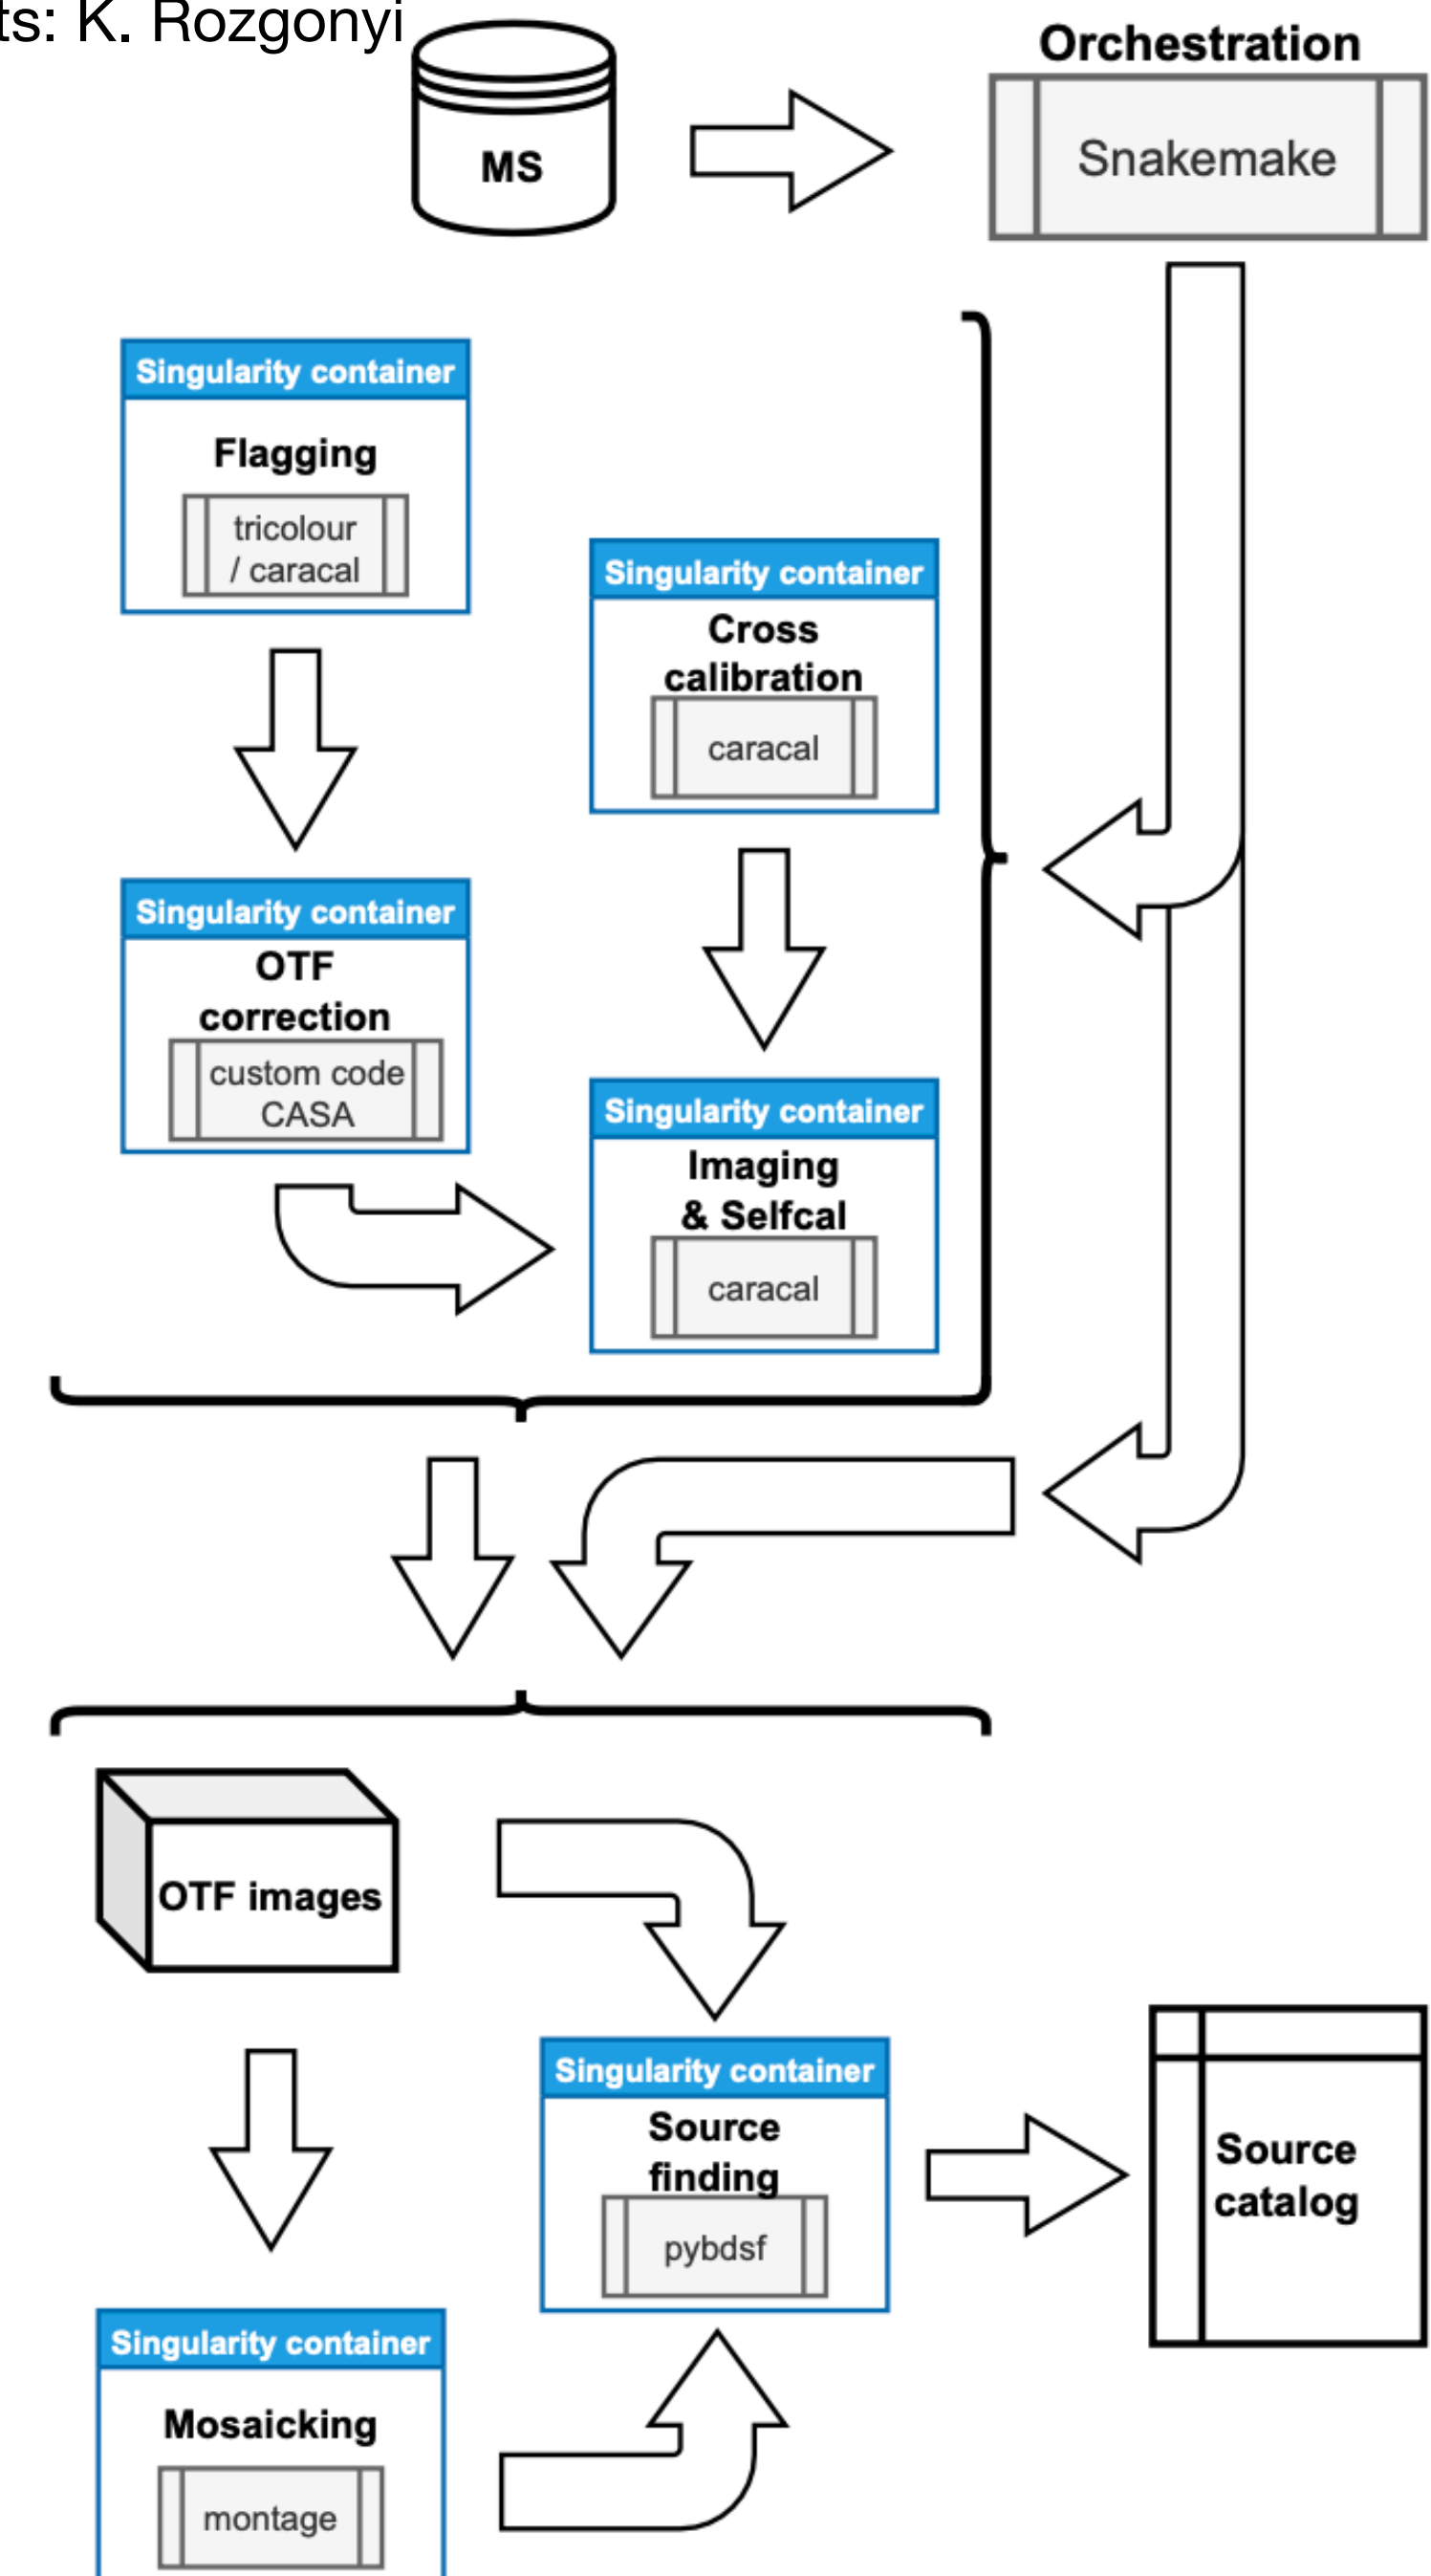 ts: K. Rozgonyi
Orchestration
MS
Snakemake
Singularity container
Flagging
tricolour
/ caracal
Singularity container
Cross
calibration
caracal
Singularity container
OTF
correction
custom code
CASA
Singularity container
Imaging
& Selfcal
caracal
OTF images
Singularity container
Source
finding
pybdsf
Source
catalog
Singularity container
Mosaicking
montage